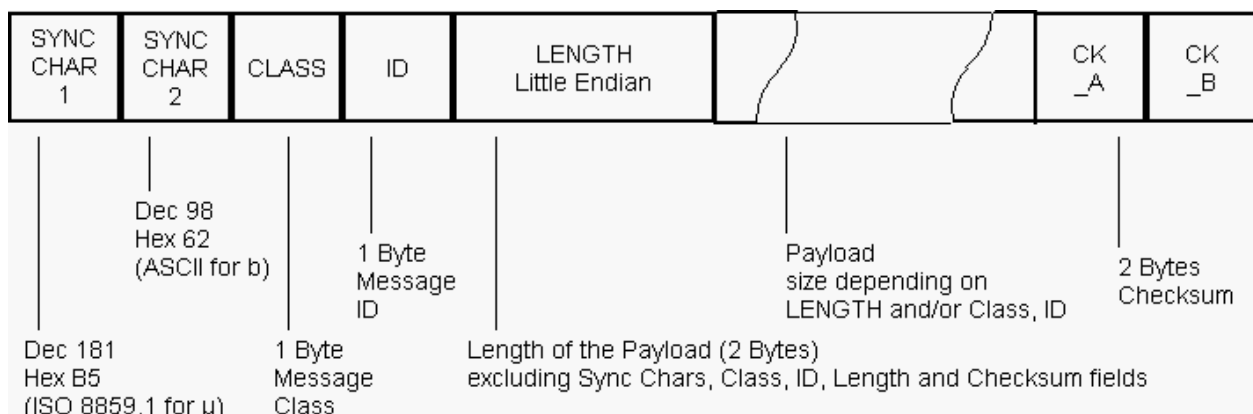 SYNC
CHAR
1
SYNC
CHAR
2
CLASS
ID
LENGTH
Little Endian
CK
_A
CK
_B
Dec 98
Hex 62
(ASCII for b)
1 Byte
Message
ID
Payload
size depending on
LENGTH and/or Class, ID
2 Bytes
Checksum
Dec 181
Hex B5
(ISO 8859.1 for µ)
1 Byte
Message
Class
Length of the Payload (2 Bytes)
excluding Sync Chars, Class, ID, Length and Checksum fields